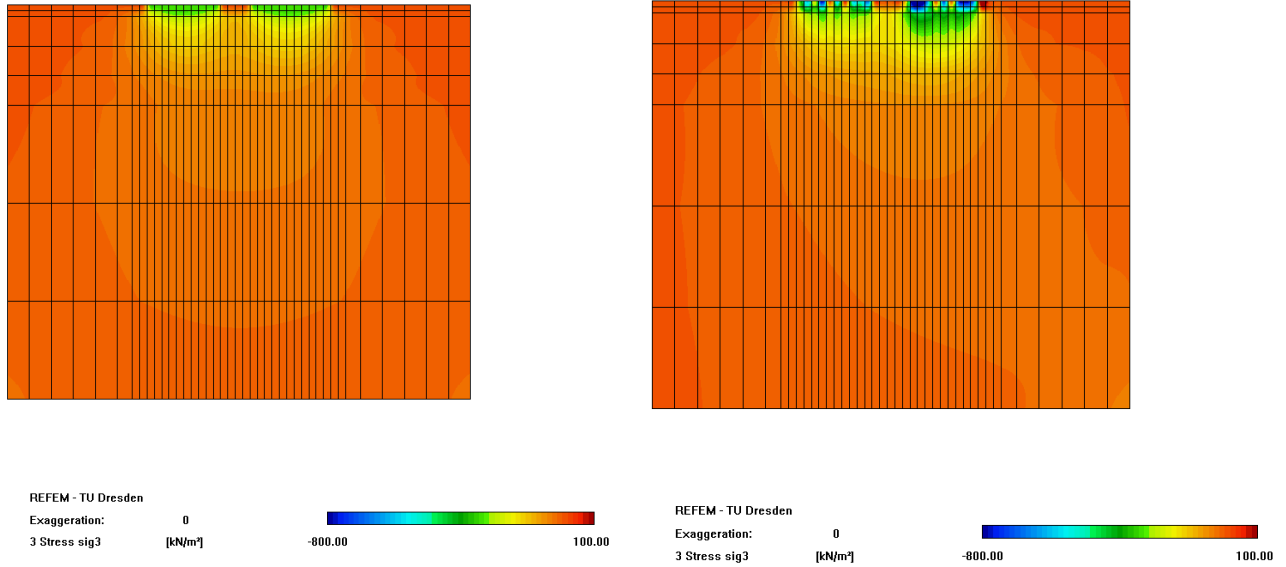 REFEM - TU Dresden
Exaggeration: 0
3 Stress sig3 [kN/m²] -800.00 100.00
REFEM - TU Dresden
Exaggeration: 0
3 Stress sig3 [kN/m²] -800.00 100.00